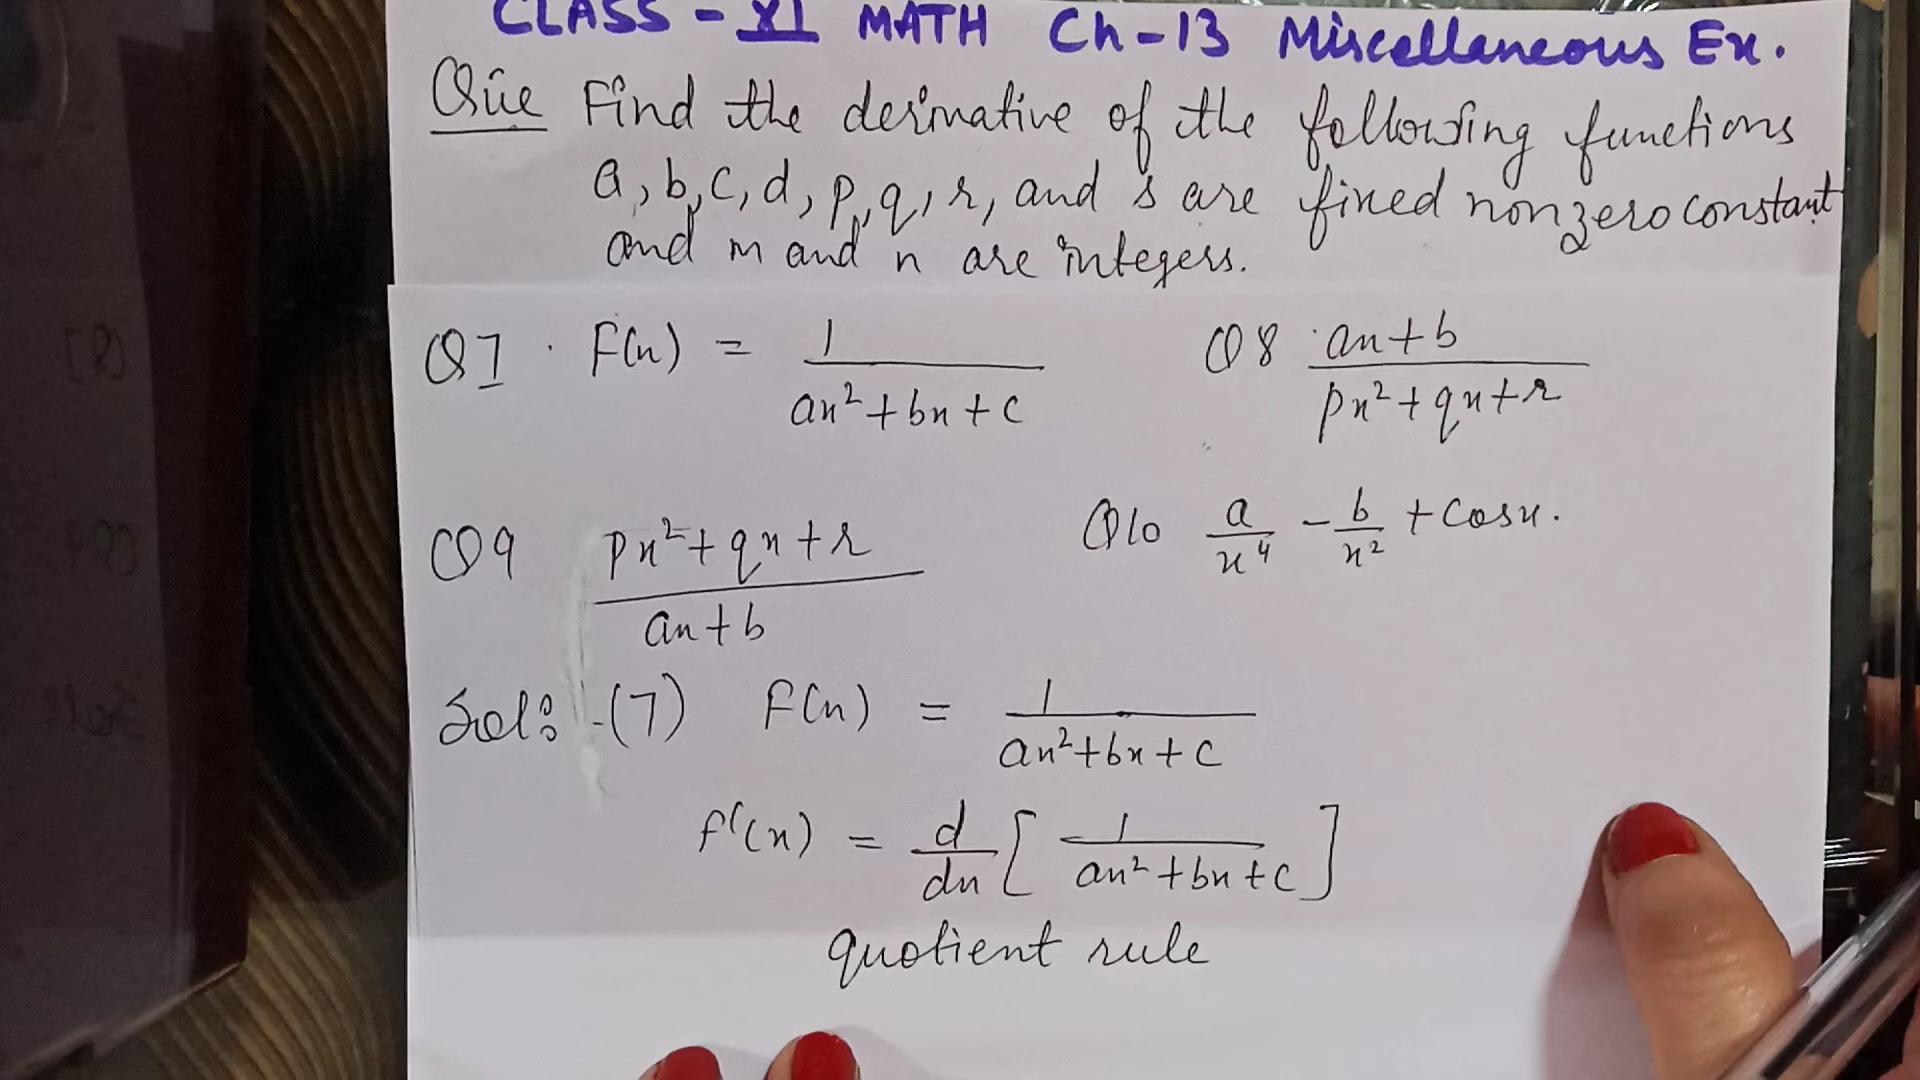 CLASS - XI MATH Ch-13 Miscellaneous Ex.
Que Find the derivative of the following functions
a, b, c, d, p, q, r, and s are fixed nonzero constant
and m and n are integers.
Q7. F(x) = 1/(ax²+bx+c) Q8 (ax+b)/(px²+qx+r)
Q9 (px²+qx+r)/(ax+b) Q10 a/x⁴ - b/x² + cosx.
Sol: -(7) F(x) = 1/(ax²+bx+c)
f'(x) = d/dx [1/(ax²+bx+c)]
quotient rule